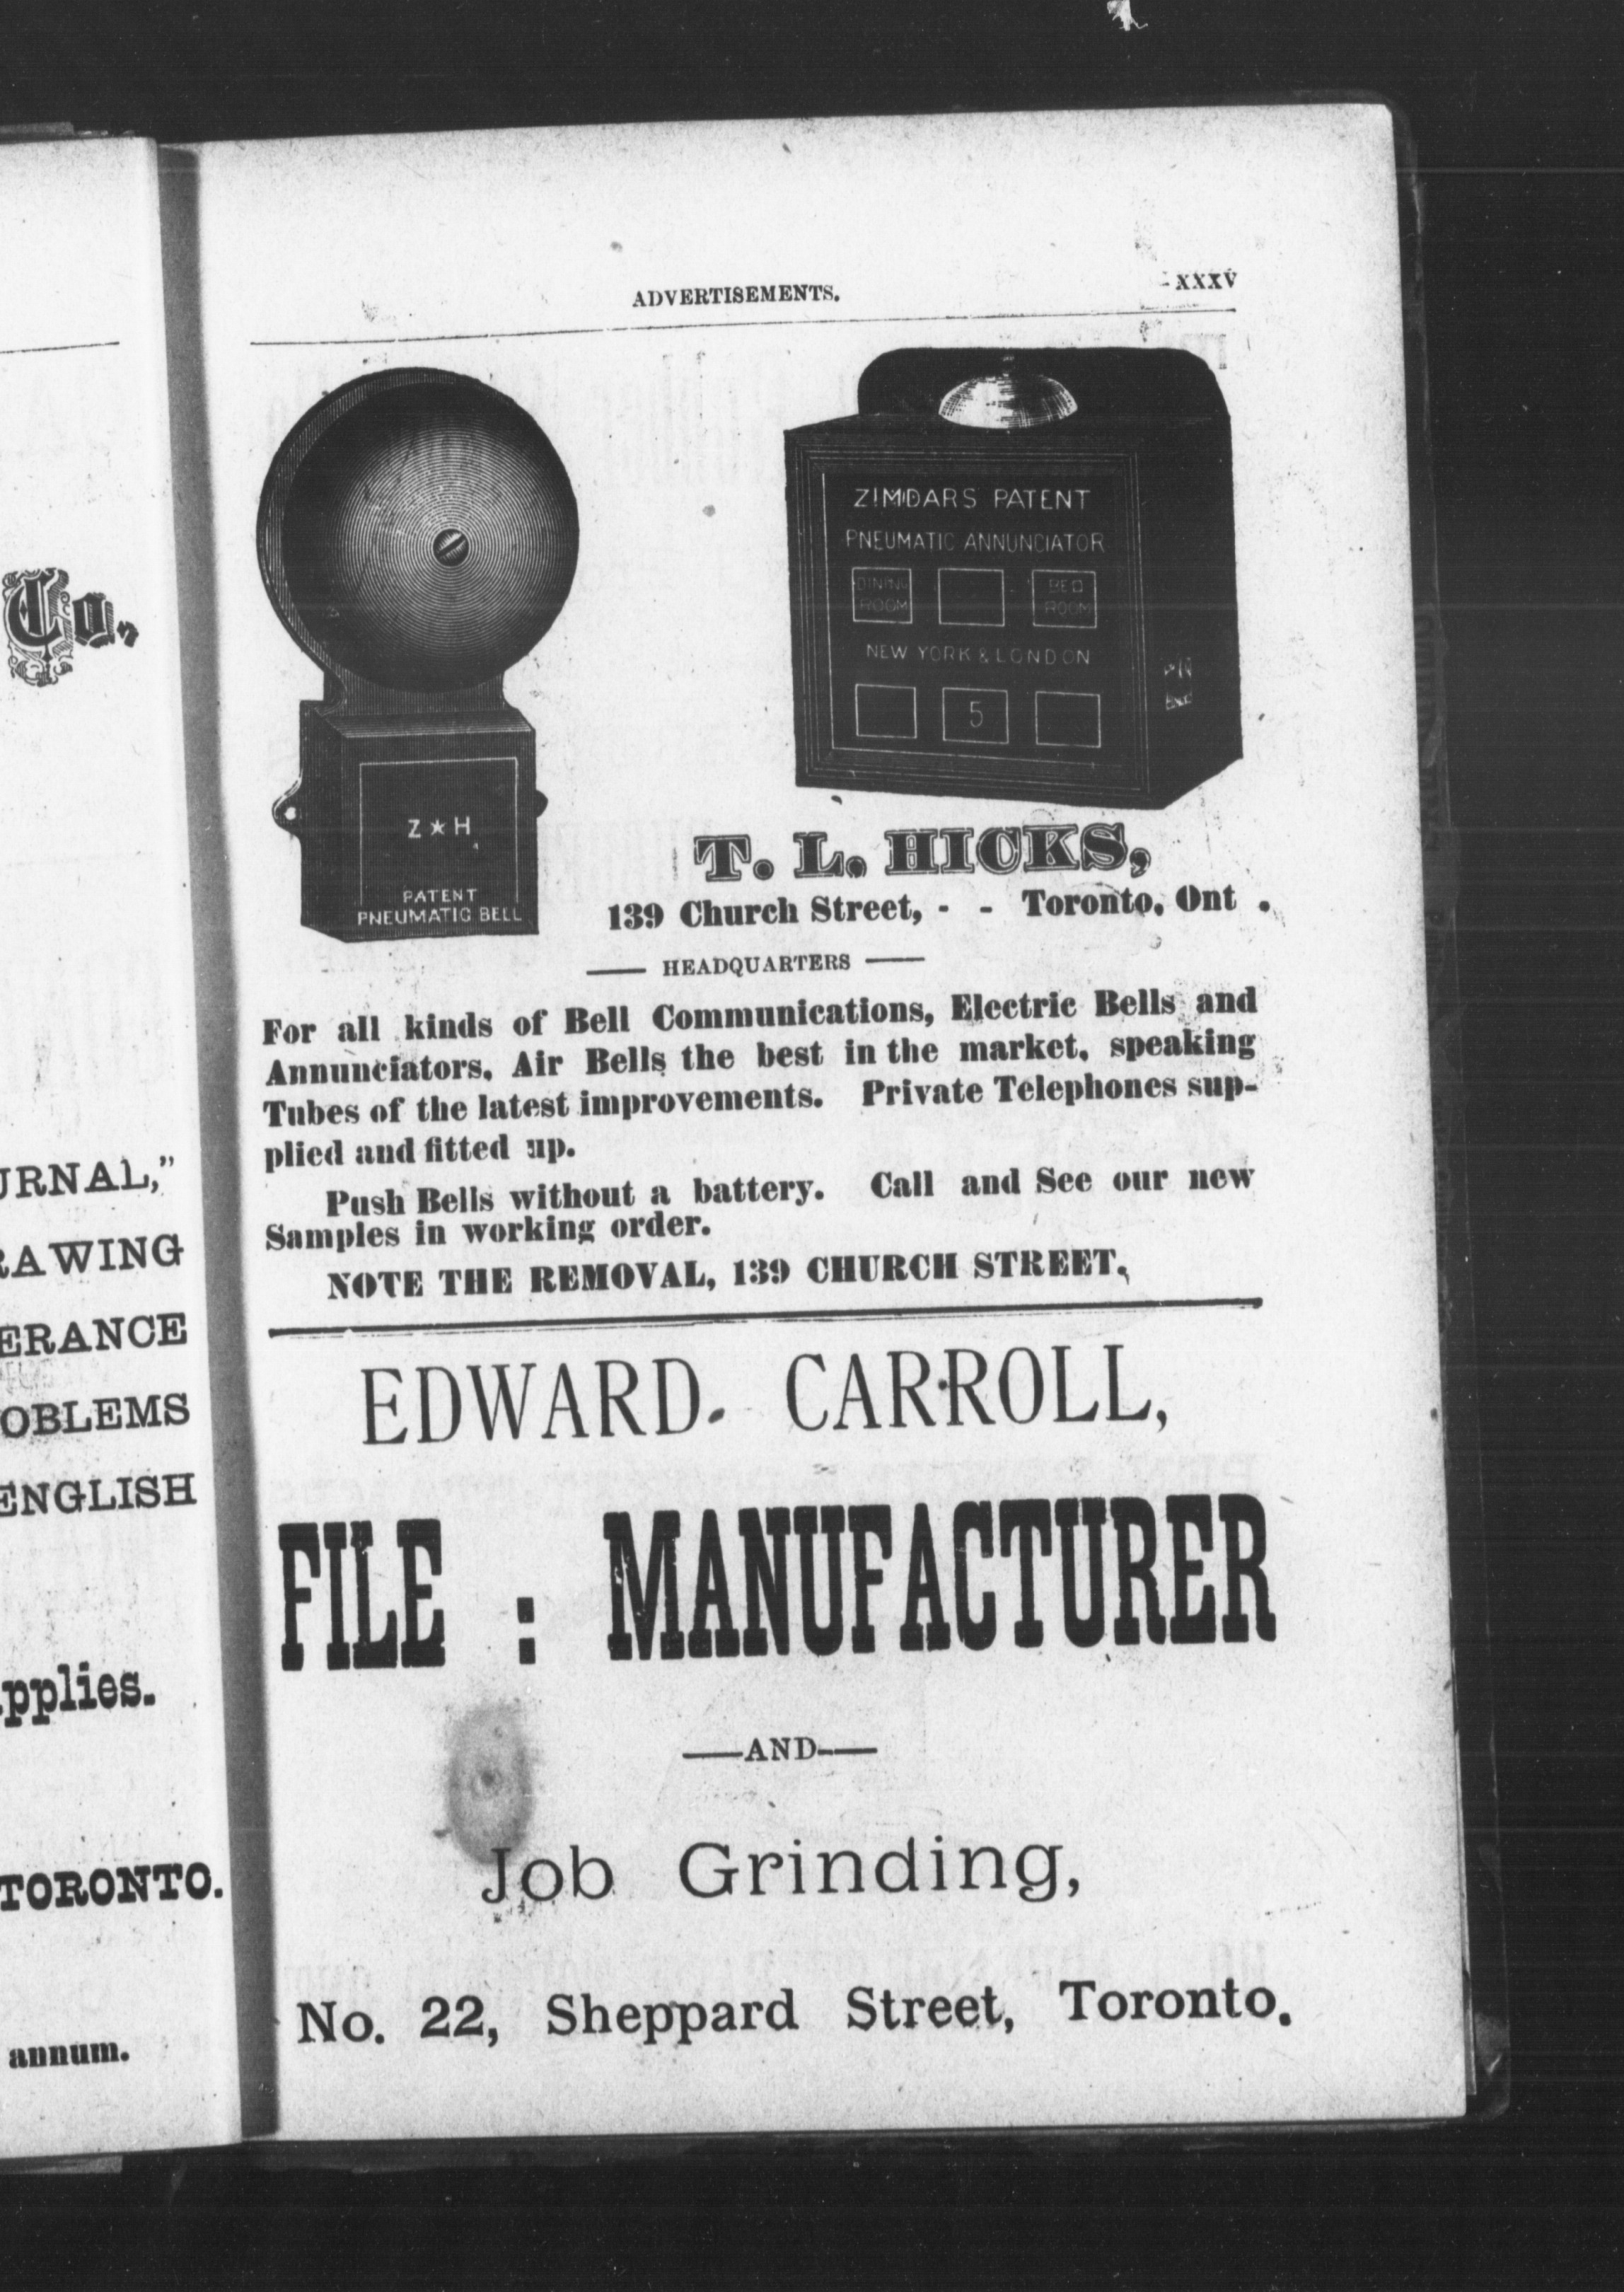 Co.,
URNAL,"
RAWING
ERANCE
OBLEMS
ENGLISH
pplies.
TORONTO.
annum.
ADVERTISEMENTS.
XXXV
Z ★ H
PATENT
PNEUMATIC BELL
ZIMDARS PATENT
PNEUMATIC ANNUNCIATOR
DINING ROOM
BED ROOM
NEW YORK & LONDON
5
T. L. HICKS,
139 Church Street, - - Toronto, Ont.
HEADQUARTERS
For all kinds of Bell Communications, Electric Bells and
Annunciators, Air Bells the best in the market, speaking
Tubes of the latest improvements. Private Telephones sup-
plied and fitted up.
Push Bells without a battery. Call and See our new
Samples in working order.
NOTE THE REMOVAL, 139 CHURCH STREET,
EDWARD. CARROLL,
FILE : MANUFACTURER
—AND—
Job Grinding,
No. 22, Sheppard Street, Toronto.